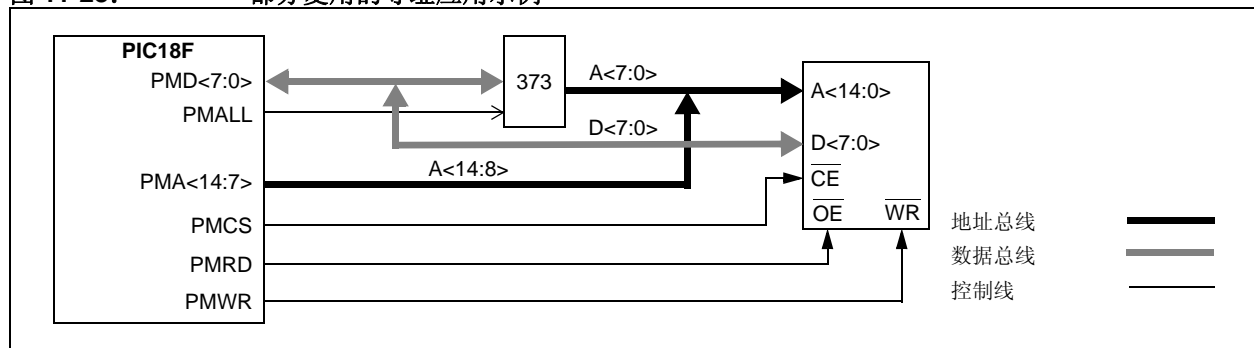 PIC18F
PMD<7:0>
PMALL
PMA<14:7>
PMCS
PMRD
PMWR
373
A<7:0>
D<7:0>
A<14:8>
A<14:0>
D<7:0>
CE
OE WR
地址总线
数据总线
控制线